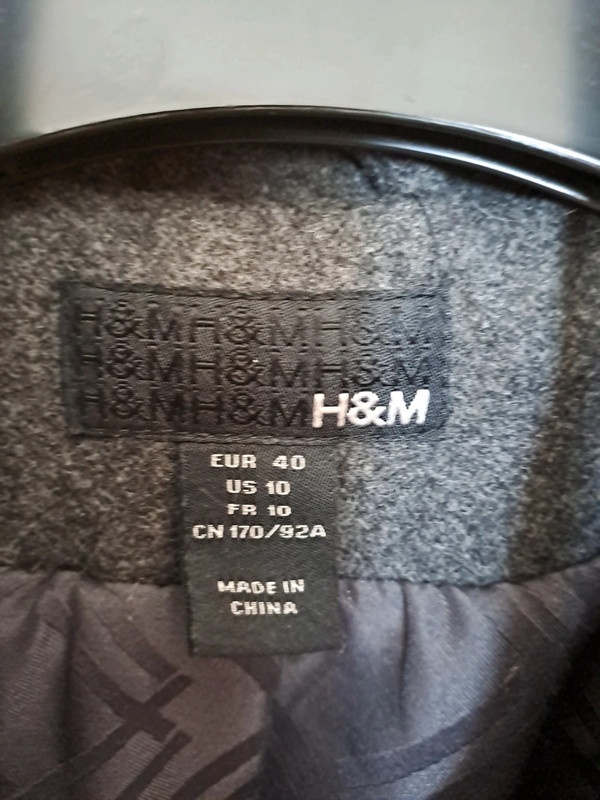 H&M H&M H&M
H&M H&M H&M
H&M H&M H&M
EUR 40
US 10
FR 10
CN 170/92A
MADE IN
CHINA